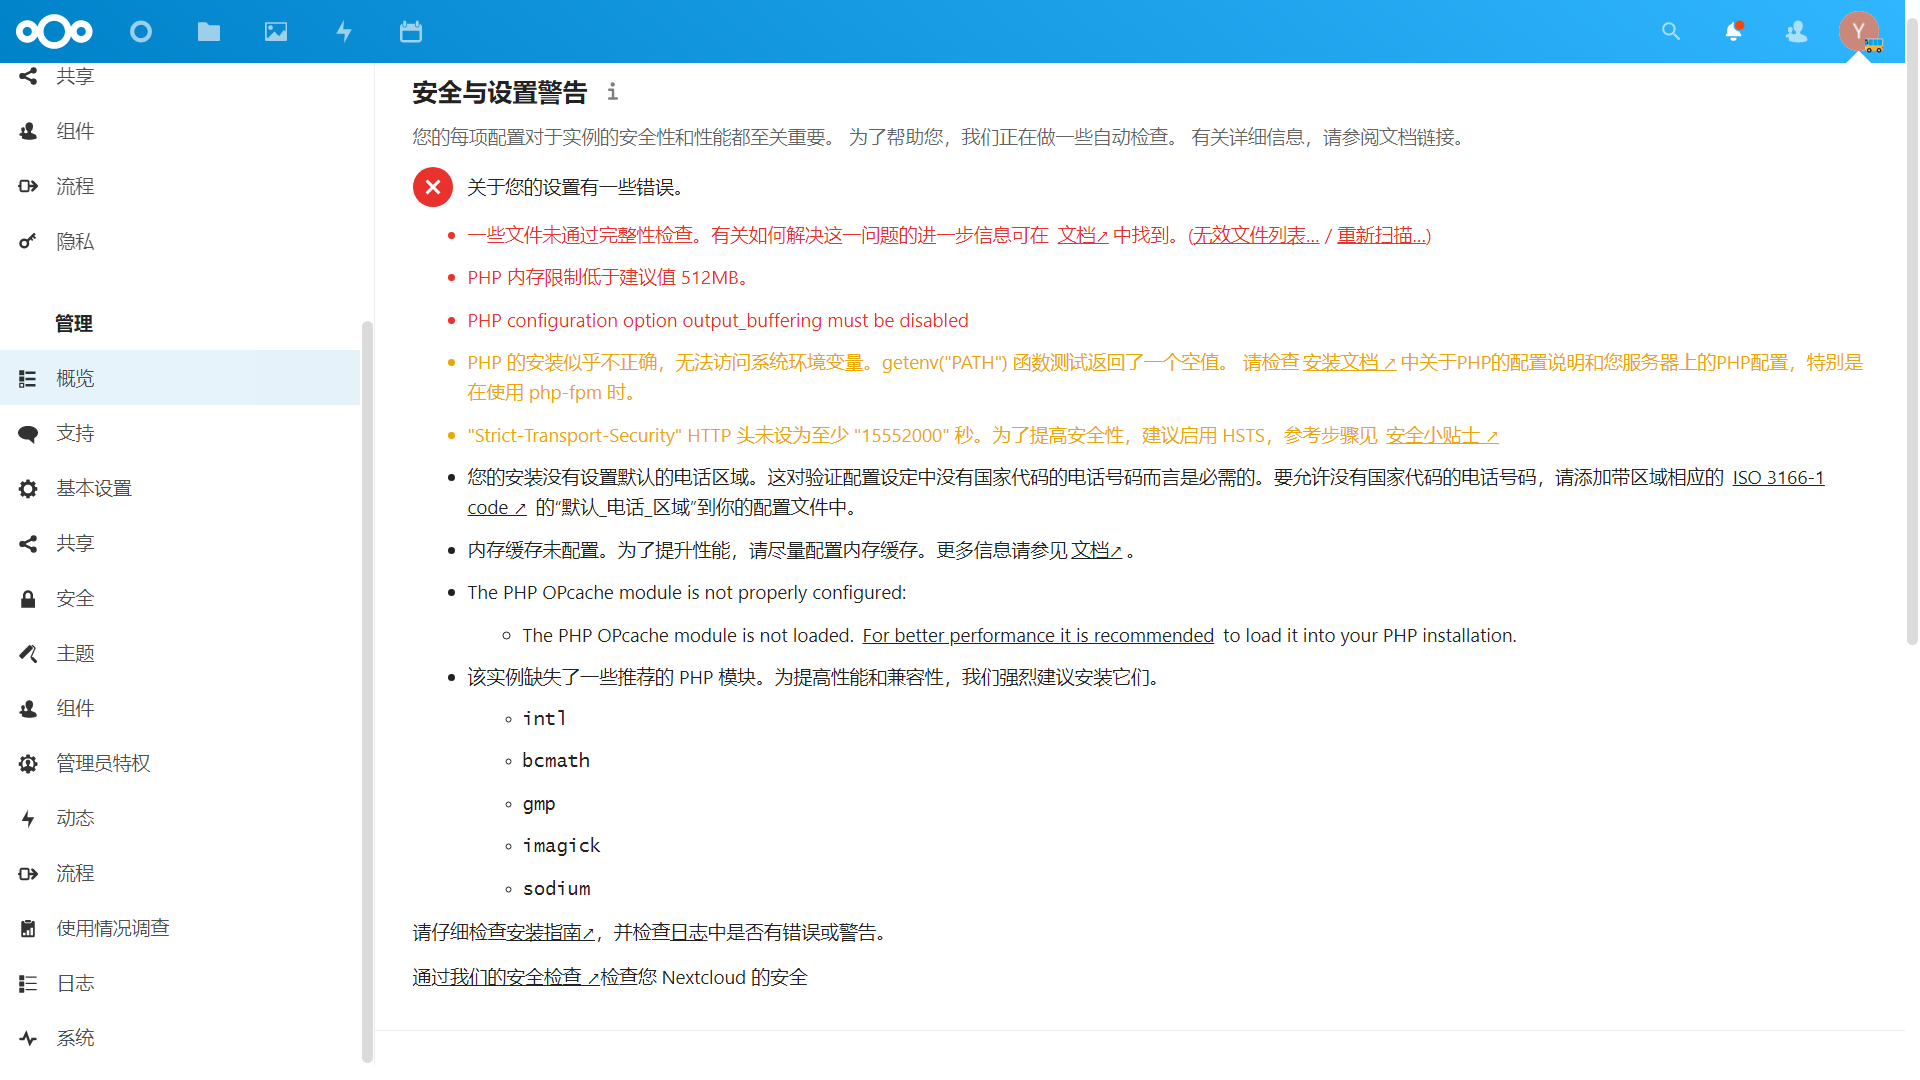 Y
共享
组件
流程
隐私
管理
概览
支持
基本设置
共享
安全
主题
组件
管理员特权
动态
流程
使用情况调查
日志
系统
安全与设置警告
您的每项配置对于实例的安全性和性能都至关重要。 为了帮助您，我们正在做一些自动检查。 有关详细信息，请参阅文档链接。
关于您的设置有一些错误。
一些文件未通过完整性检查。有关如何解决这一问题的进一步信息可在 文档↗ 中找到。(无效文件列表… / 重新扫描…)
PHP 内存限制低于建议值 512MB。
PHP configuration option output_buffering must be disabled
PHP 的安装似乎不正确，无法访问系统环境变量。getenv("PATH") 函数测试返回了一个空值。 请检查 安装文档 ↗ 中关于PHP的配置说明和您服务器上的PHP配置，特别是
在使用 php-fpm 时。
"Strict-Transport-Security" HTTP 头未设为至少 "15552000" 秒。为了提高安全性，建议启用 HSTS，参考步骤见 安全小贴士 ↗
您的安装没有设置默认的电话区域。这对验证配置设定中没有国家代码的电话号码而言是必需的。要允许没有国家代码的电话号码，请添加带区域相应的 ISO 3166-1
code ↗ 的“默认_电话_区域”到你的配置文件中。
内存缓存未配置。为了提升性能，请尽量配置内存缓存。更多信息请参见 文档↗ 。
The PHP OPcache module is not properly configured:
The PHP OPcache module is not loaded. For better performance it is recommended to load it into your PHP installation.
该实例缺失了一些推荐的 PHP 模块。为提高性能和兼容性，我们强烈建议安装它们。
intl
bcmath
gmp
imagick
sodium
请仔细检查安装指南↗，并检查日志中是否有错误或警告。
通过我们的安全检查 ↗检查您 Nextcloud 的安全